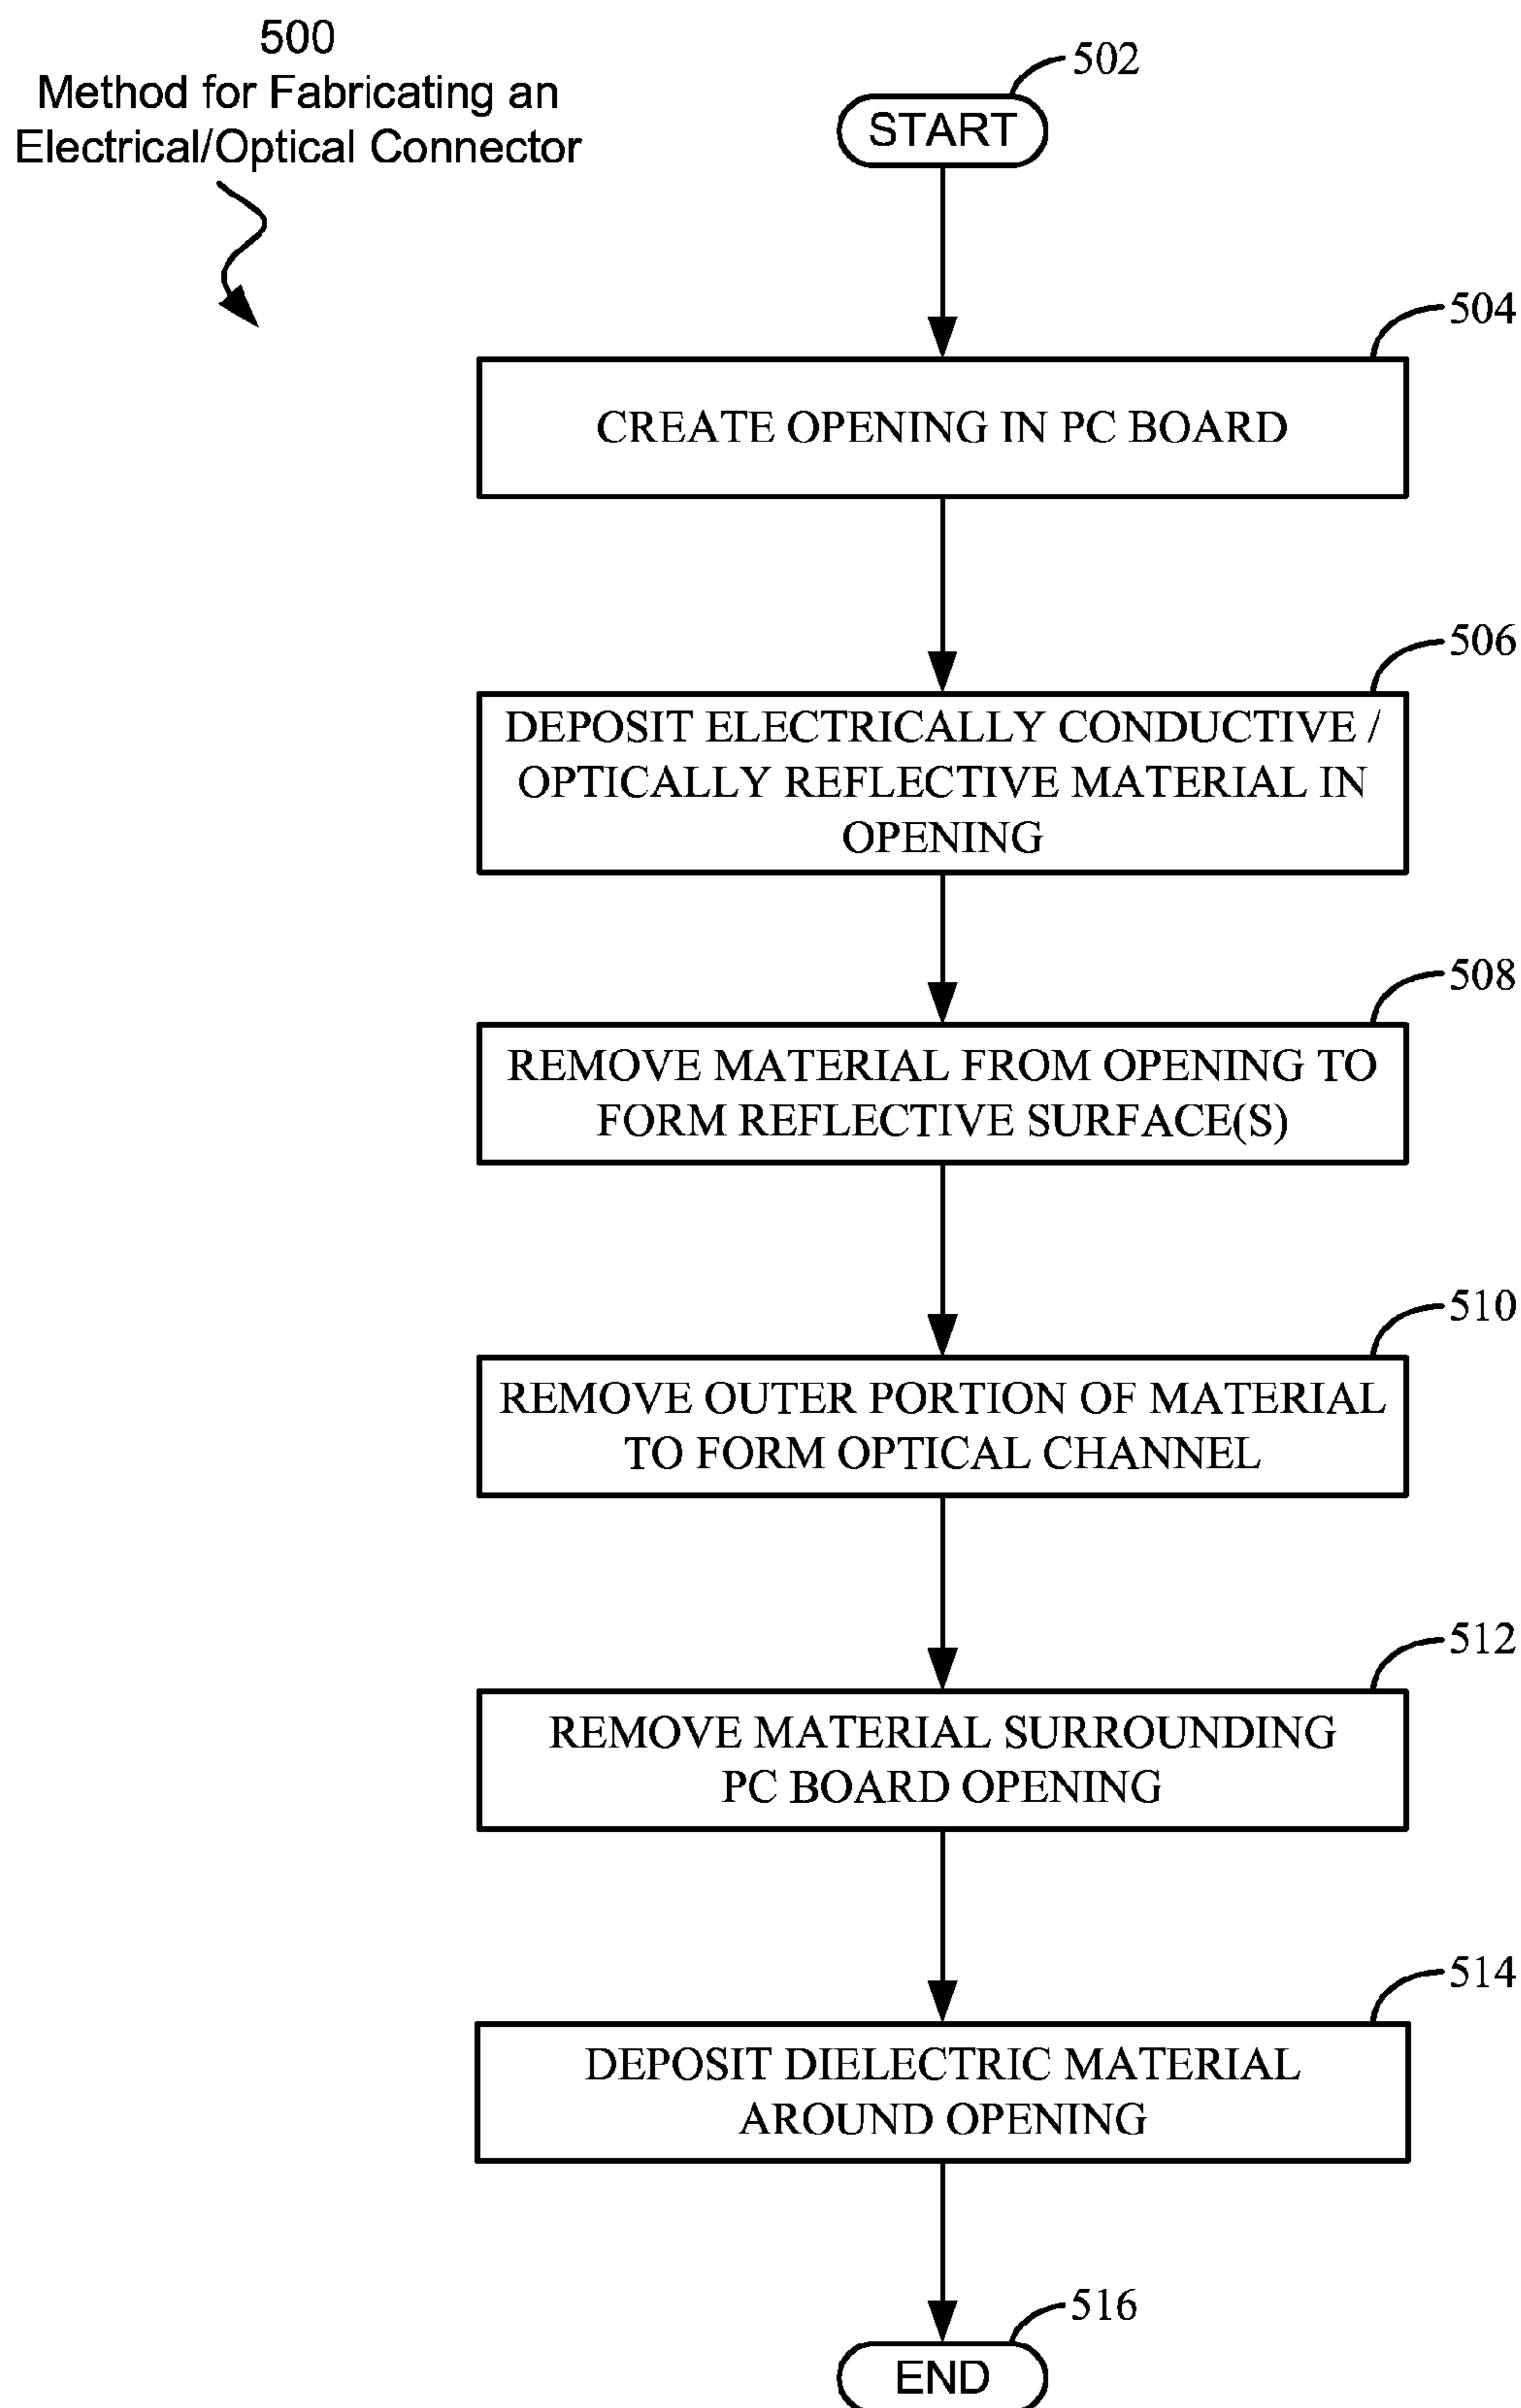 500
Method for Fabricating an
Electrical/Optical Connector
502
START
504
CREATE OPENING IN PC BOARD
506
DEPOSIT ELECTRICALLY CONDUCTIVE /
OPTICALLY REFLECTIVE MATERIAL IN
OPENING
508
REMOVE MATERIAL FROM OPENING TO
FORM REFLECTIVE SURFACE(S)
510
REMOVE OUTER PORTION OF MATERIAL
TO FORM OPTICAL CHANNEL
512
REMOVE MATERIAL SURROUNDING
PC BOARD OPENING
514
DEPOSIT DIELECTRIC MATERIAL
AROUND OPENING
516
END